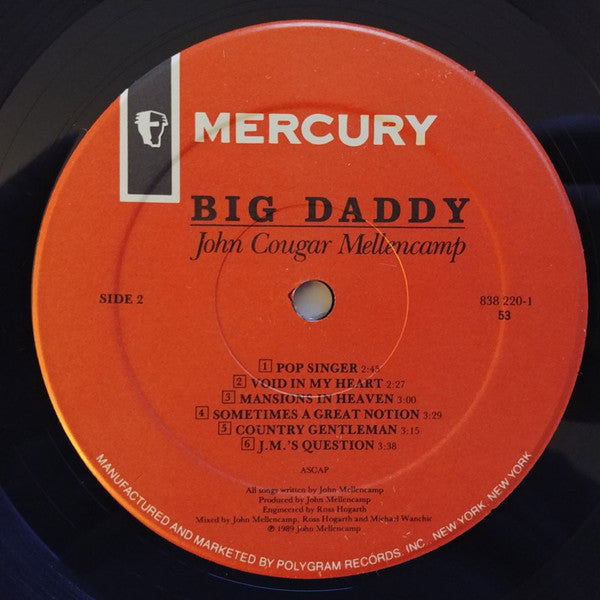 MERCURY
BIG DADDY
John Cougar Mellencamp
SIDE 2
838 220-1
53
1 POP SINGER 2:45
2 VOID IN MY HEART 2:27
3 MANSIONS IN HEAVEN 3:00
4 SOMETIMES A GREAT NOTION 3:29
5 COUNTRY GENTLEMAN 3:15
6 J.M.'S QUESTION 3:38
ASCAP
All songs written by John Mellencamp
Produced by John Mellencamp
Engineered by Ross Hogarth
Mixed by John Mellencamp, Ross Hogarth and Michael Wanchic
℗ 1989 John Mellencamp
MANUFACTURED AND MARKETED BY POLYGRAM RECORDS, INC. NEW YORK, NEW YORK